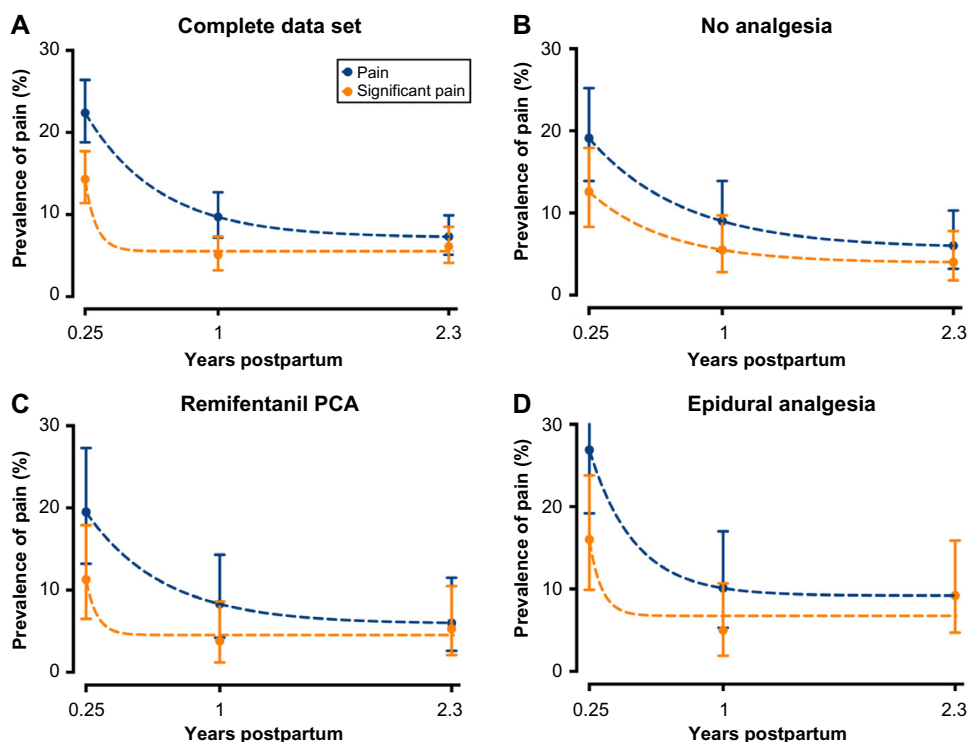 A
Complete data set
Prevalence of pain (%)
30
20
10
0
0.25
1
2.3
Years postpartum
Pain
Significant pain
B
No analgesia
Prevalence of pain (%)
30
20
10
0
0.25
1
2.3
Years postpartum
C
Remifentanil PCA
Prevalence of pain (%)
30
20
10
0
0.25
1
2.3
Years postpartum
D
Epidural analgesia
Prevalence of pain (%)
30
20
10
0
0.25
1
2.3
Years postpartum